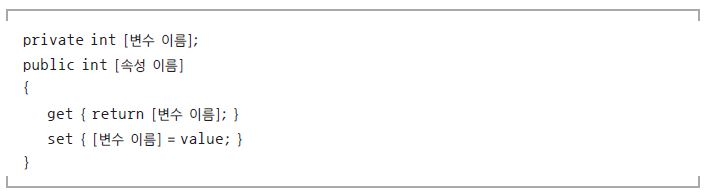 private int [변수 이름];
public int [속성 이름]
{
get { return [변수 이름]; }
set { [변수 이름] = value; }
}